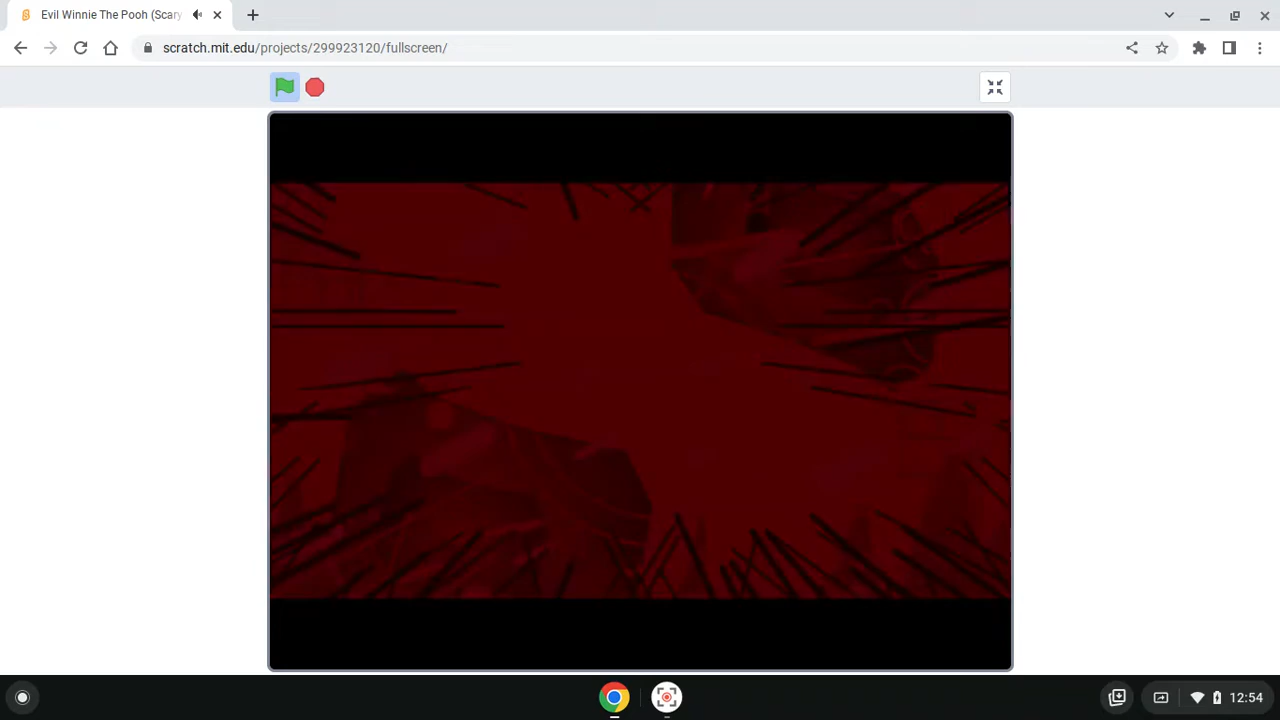 Evil Winnie The Pooh (Scary
scratch.mit.edu/projects/299923120/fullscreen/
12:54